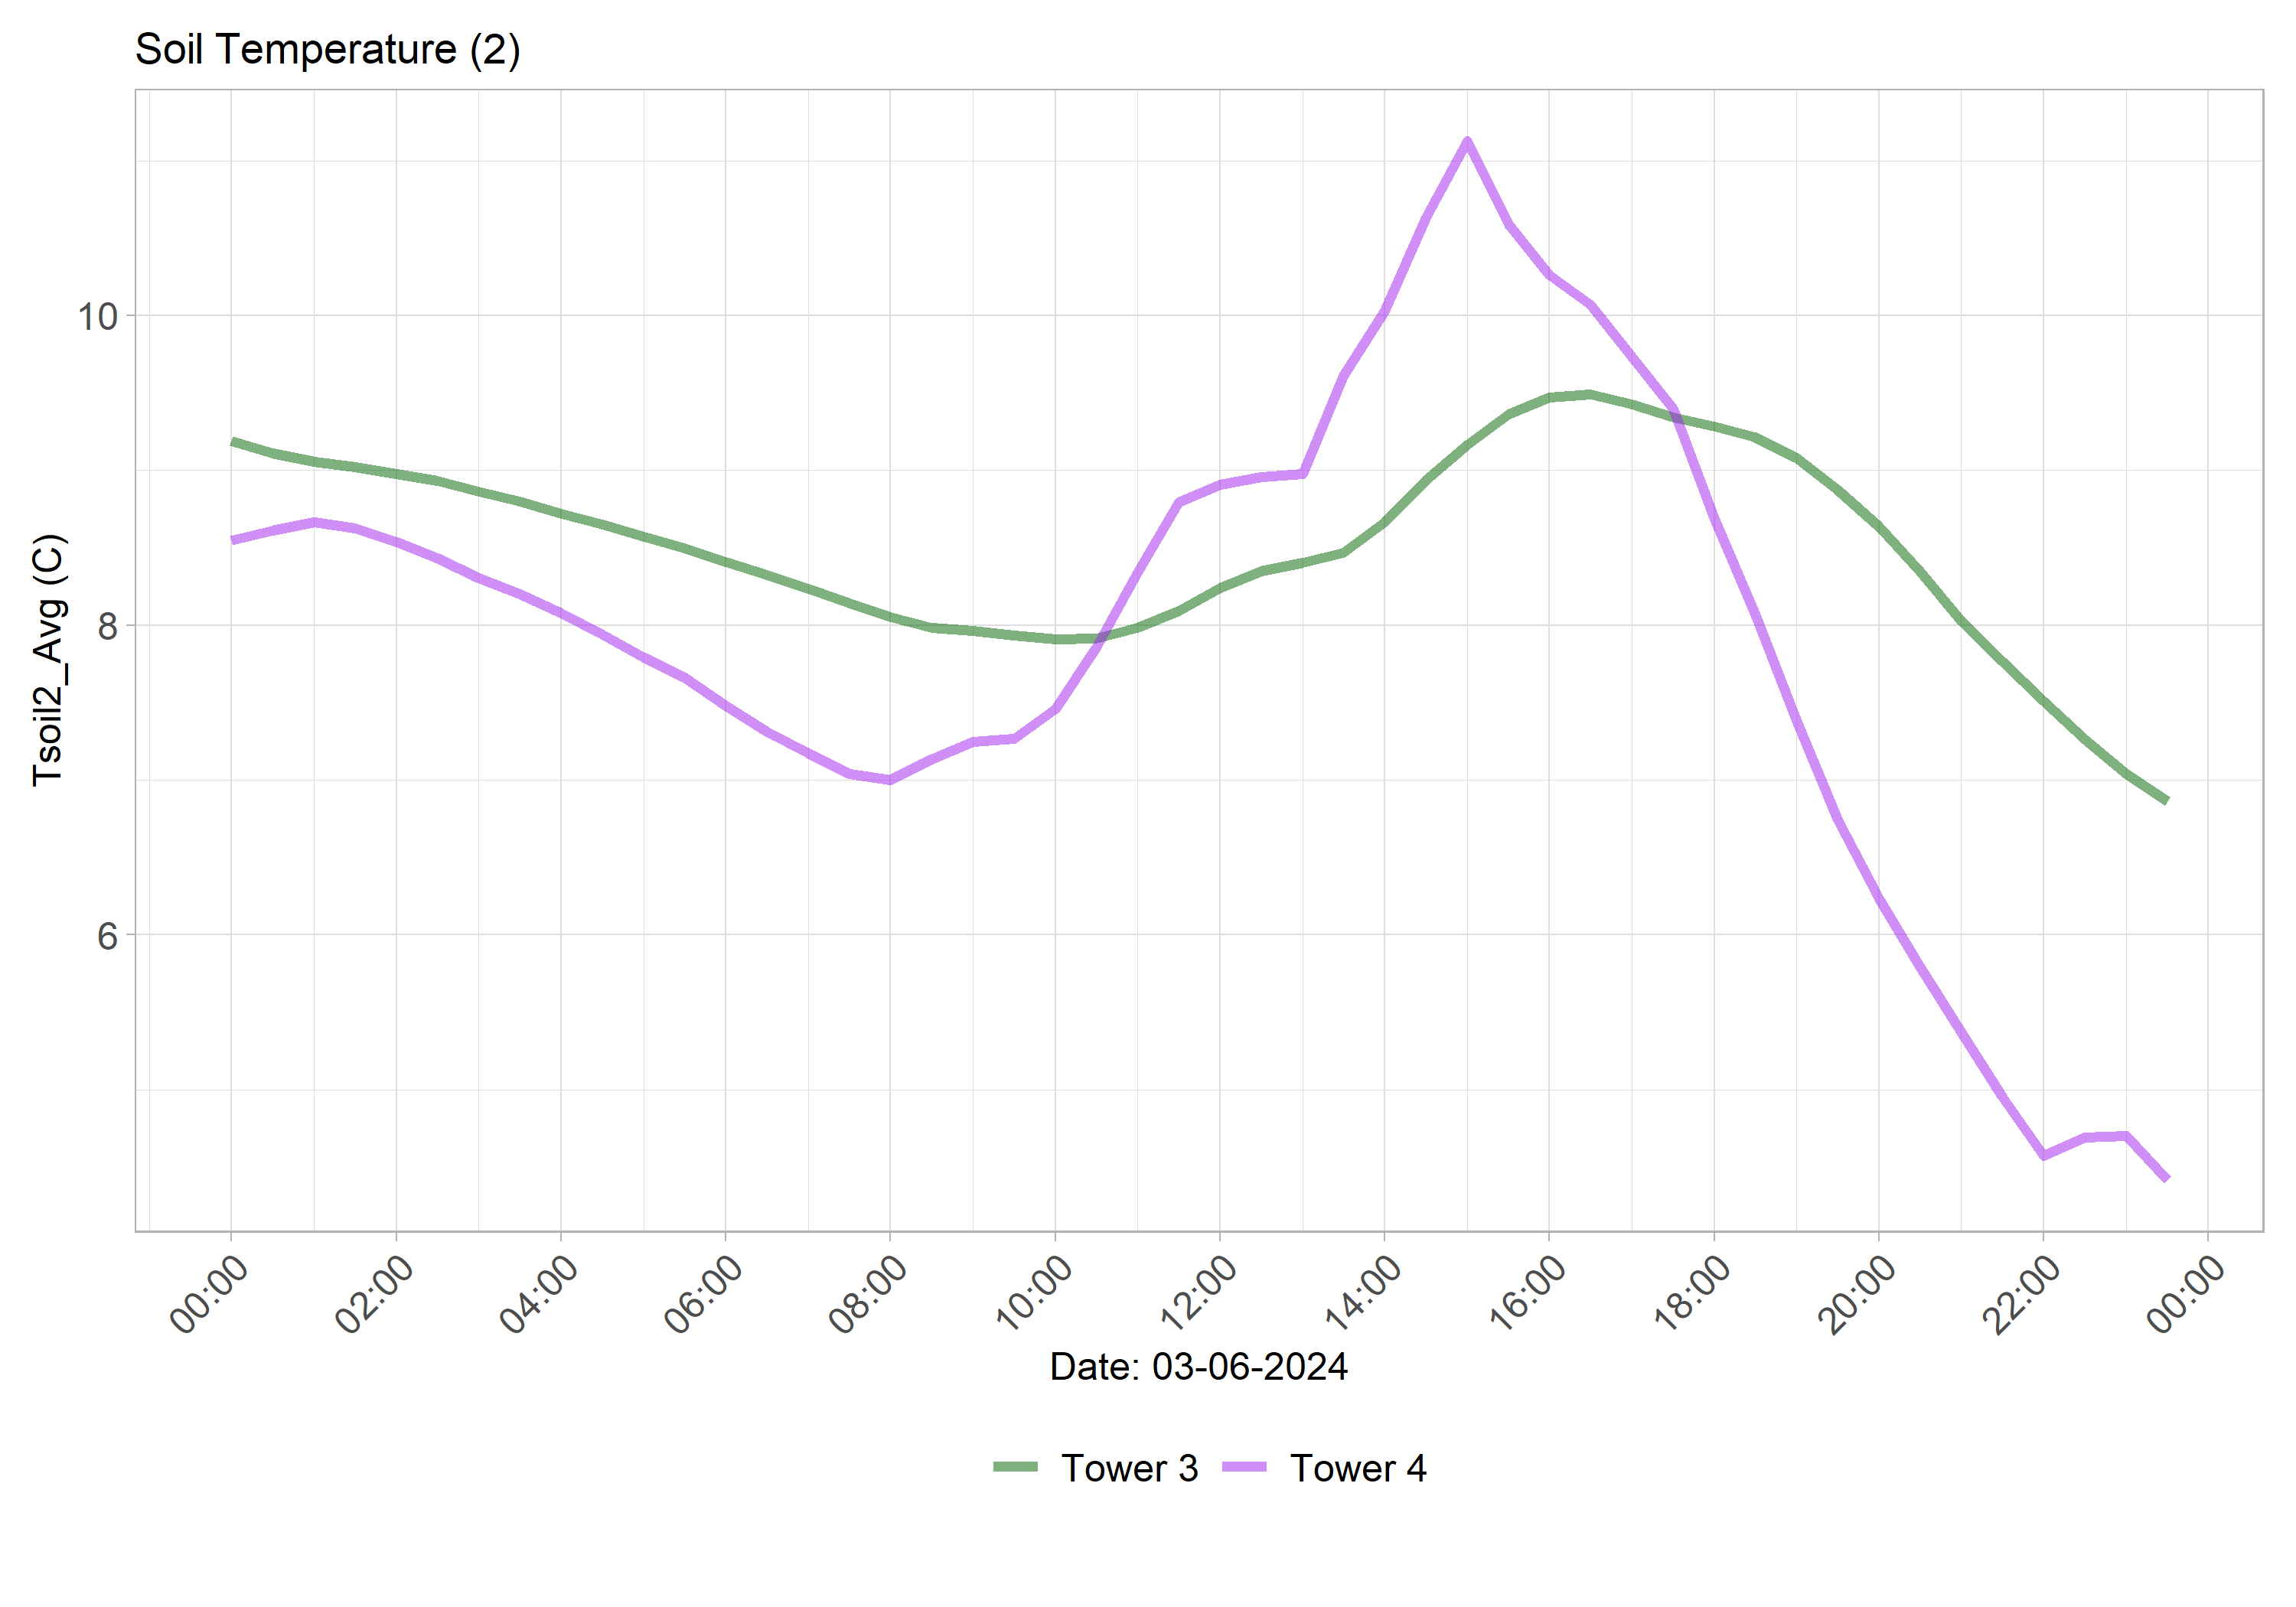 Soil Temperature (2)
Tsoil2_Avg (C)
10
8
6
00:00 02:00 04:00 06:00 08:00 10:00 12:00 14:00 16:00 18:00 20:00 22:00 00:00
Date: 03-06-2024
Tower 3 Tower 4